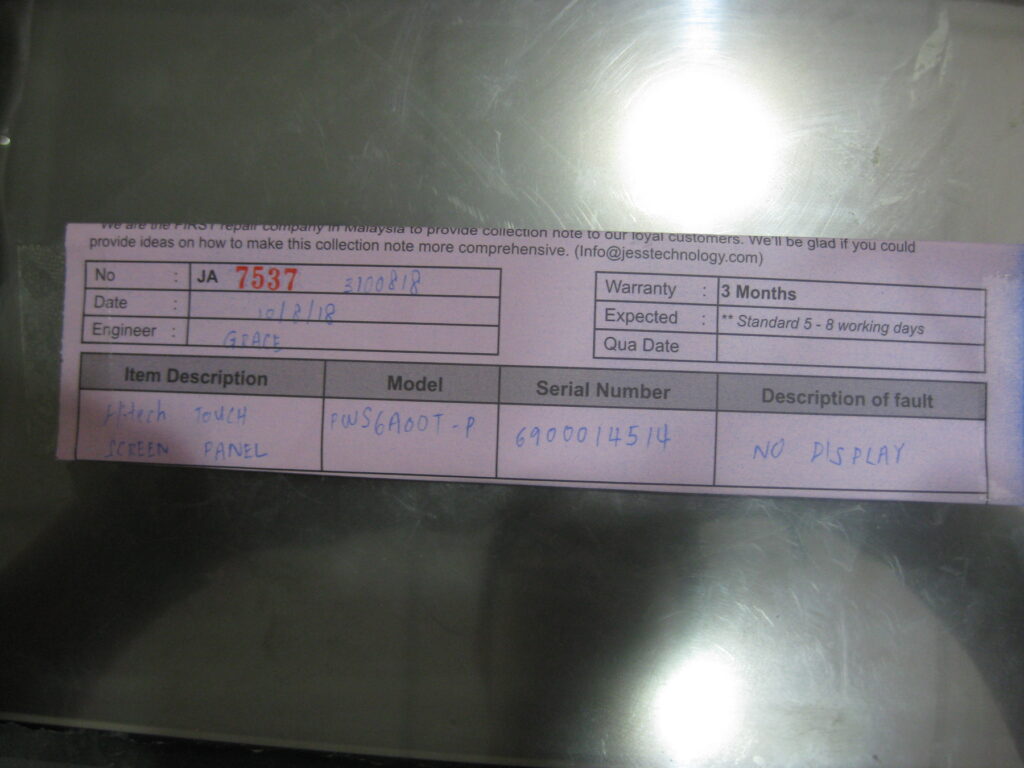 We are the FIRST repair company in Malaysia to provide collection note to our loyal customers. We'll be glad if you could
provide ideas on how to make this collection note more comprehensive. (Info@jesstechnology.com)
No : JA 7537 3100818
Date : 10/8/18
Engineer : GRACE
Warranty : 3 Months
Expected : ** Standard 5 - 8 working days
Qua Date
Item Description Model Serial Number Description of fault
Hitech TOUCH PWS6A00T-P 6900014514 NO DISPLAY
SCREEN PANEL